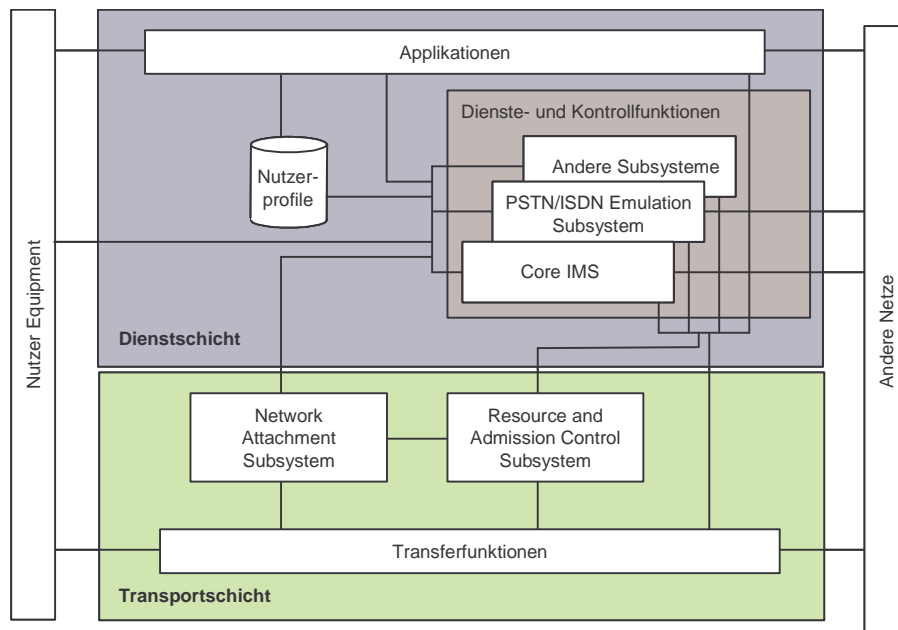 Applikationen
Dienste- und Kontrollfunktionen
Andere Subsysteme
Nutzer-
profile
PSTN/ISDN Emulation
Subsystem
Core IMS
Dienstschicht
Nutzer Equipment
Andere Netze
Network
Attachment
Subsystem
Resource and
Admission Control
Subsystem
Transferfunktionen
Transportschicht